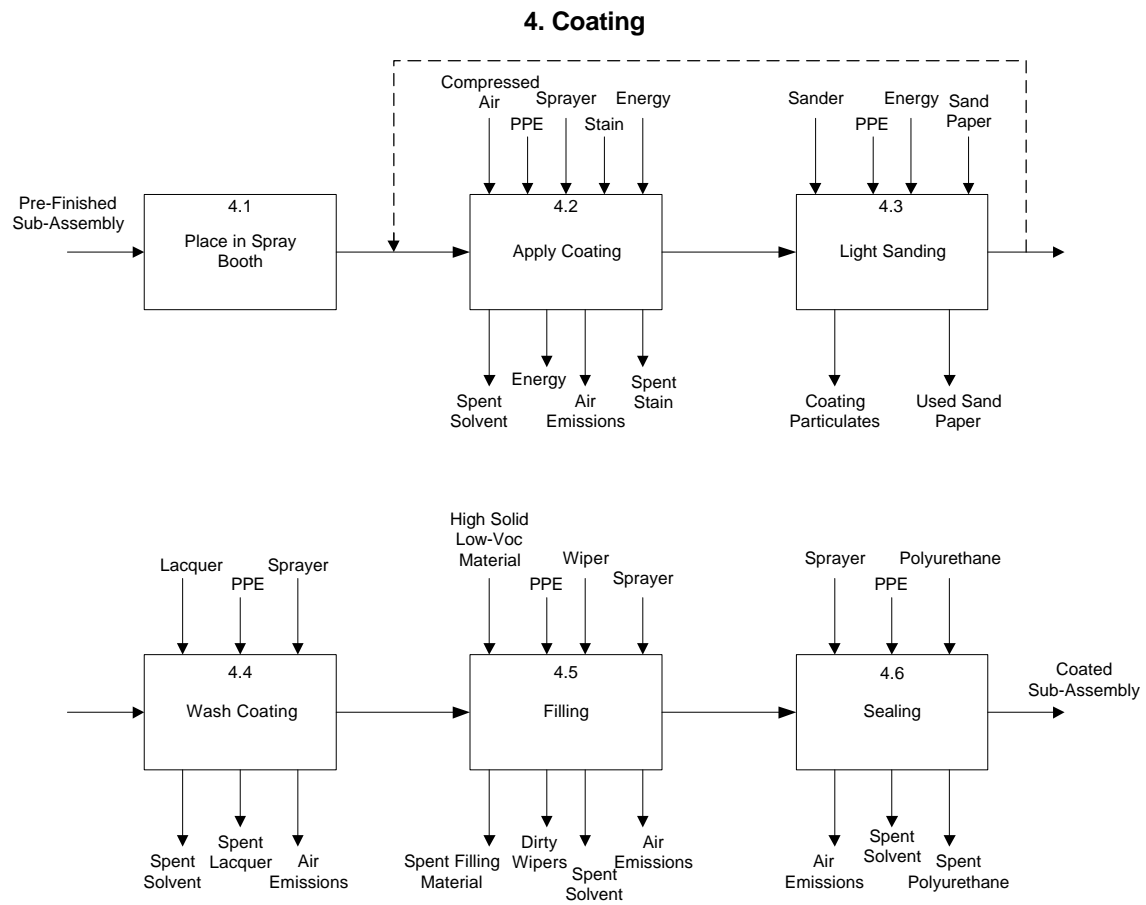 4. Coating
Compressed
Air
PPE
Sprayer
Stain
Energy
Sander
PPE
Energy
Sand
Paper
Pre-Finished
Sub-Assembly
4.1
Place in Spray
Booth
4.2
Apply Coating
4.3
Light Sanding
Spent
Solvent
Energy
Air
Emissions
Spent
Stain
Coating
Particulates
Used Sand
Paper
Lacquer
PPE
Sprayer
High Solid
Low-Voc
Material
PPE
Wiper
Sprayer
Sprayer
PPE
Polyurethane
4.4
Wash Coating
4.5
Filling
4.6
Sealing
Coated
Sub-Assembly
Spent
Solvent
Spent
Lacquer
Air
Emissions
Spent Filling
Material
Dirty
Wipers
Spent
Solvent
Air
Emissions
Air
Emissions
Spent
Solvent
Spent
Polyurethane